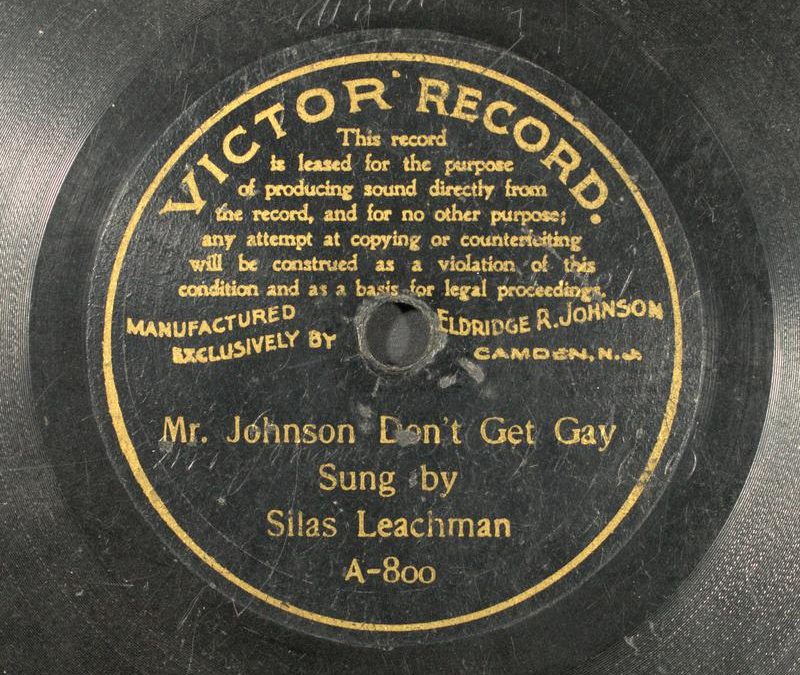 VICTOR RECORD.
This record
is leased for the purpose
of producing sound directly from
the record, and for no other purpose;
any attempt at copying or counterfeiting
will be construed as a violation of this
condition and as a basis for legal proceedings.
MANUFACTURED
EXCLUSIVELY BY
ELDRIDGE R. JOHNSON
CAMDEN, N.J.
Mr. Johnson Don't Get Gay
Sung by
Silas Leachman
A-800